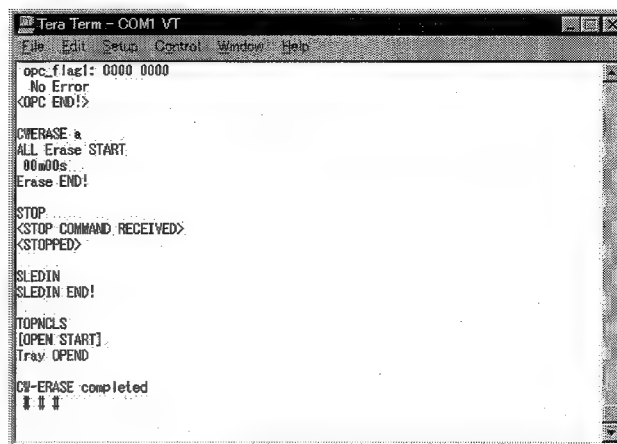 Tera Term - COM1 VT
File Edit Setup Control Window Help
opc_flag1: 0000 0000
No Error
<OPC END!>
CWERASE a
ALL Erase START
00m00s
Erase END!
STOP
<STOP COMMAND RECEIVED>
<STOPPED>
SLEDIN
SLEDIN END!
TOPNCLS
[OPEN START]
Tray OPEND
CW-ERASE completed
# # #